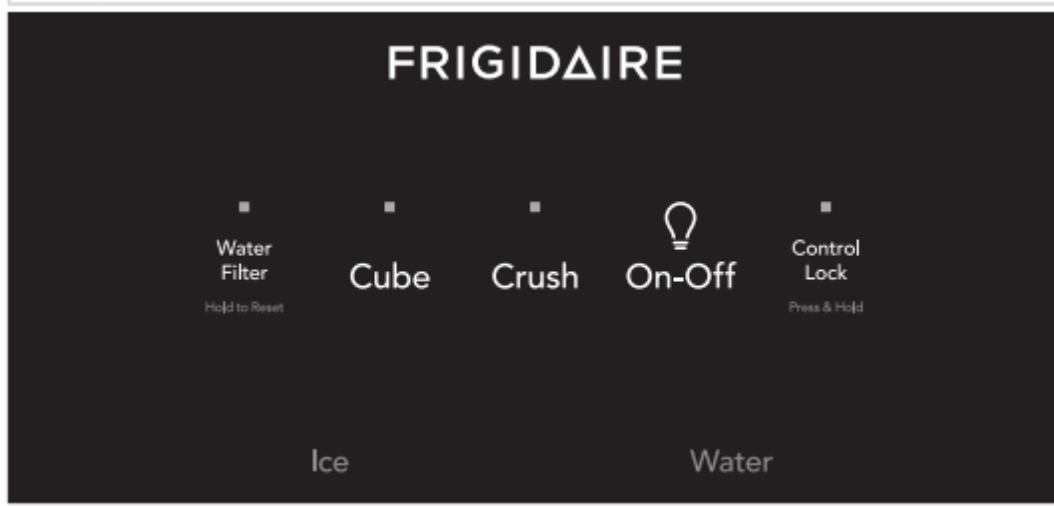 FRIGIDAIRE
Water
Filter
Hold to Reset
Cube
Crush
On-Off
Control
Lock
Press & Hold
Ice
Water